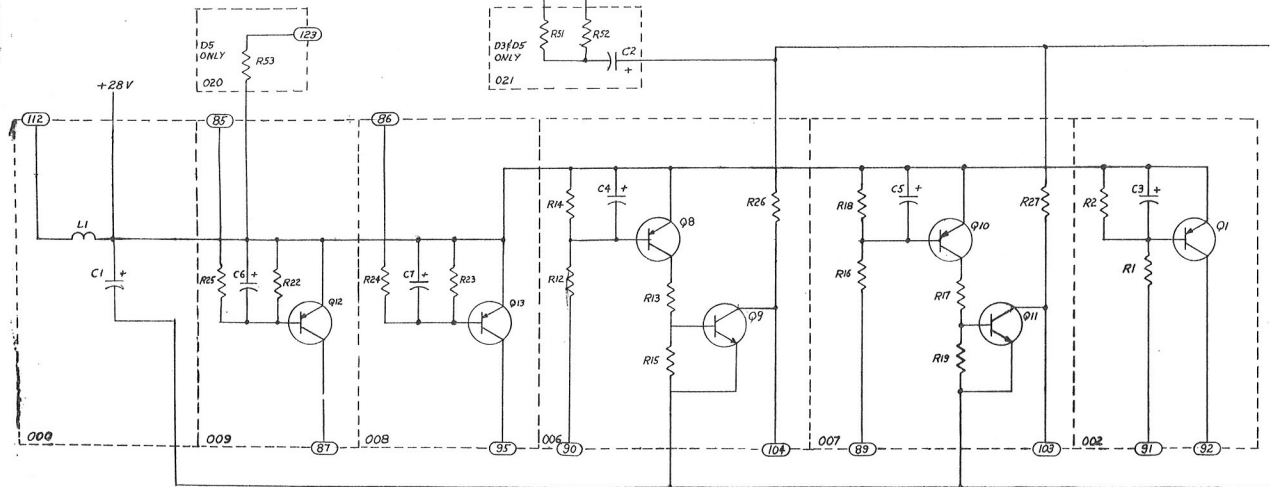 123
D5
ONLY
R53
020
R51
R52
D3&D5
ONLY
C2
+
021
+28V
112
85
86
L1
C1
+
R25
C6
+
R22
Q12
R24
C7
+
R23
Q13
R14
C4
+
Q8
R12
R13
R15
Q9
R26
R18
C5
+
Q10
R16
R17
R19
Q11
R27
R2
C3
+
Q1
R1
000
009
87
008
95
006
90
104
007
89
103
002
91
92